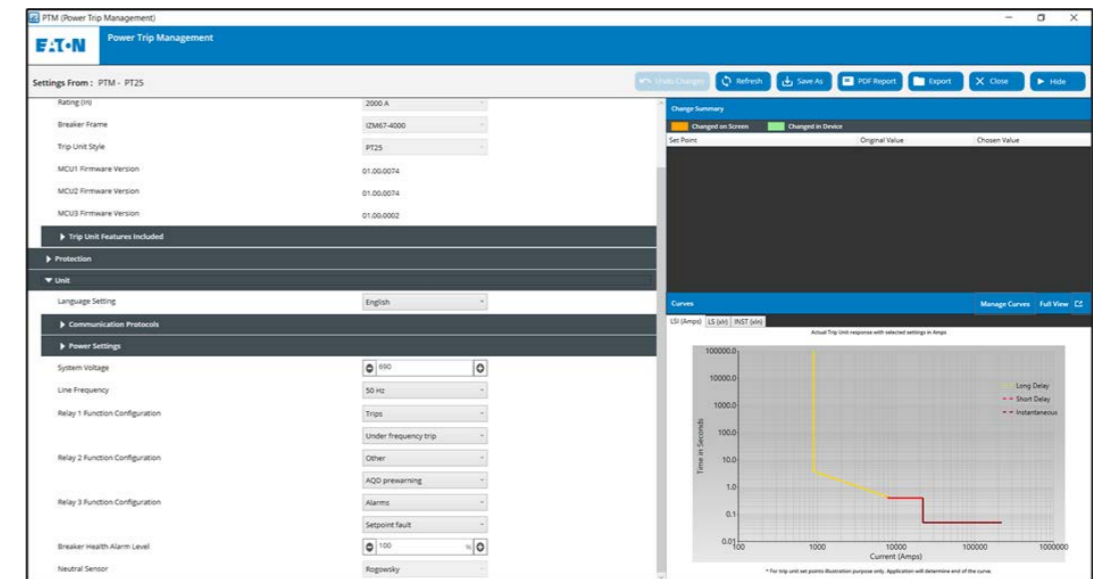 PTM (Power Trip Management)
EATON
Power Trip Management
Settings From : PTM - PT25
Undo Changes
Refresh
Save As
PDF Report
Export
Close
Hide
Rating (In) 2000 A
Breaker Frame IZM67-4000
Trip Unit Style PT25
MCU1 Firmware Version 01.00.0074
MCU2 Firmware Version 01.00.0074
MCU3 Firmware Version 01.00.0002
Trip Unit Features Included
Protection
Unit
Language Setting English
Communication Protocols
Power Settings
System Voltage 690
Line Frequency 50 Hz
Relay 1 Function Configuration Trips
Under frequency trip
Relay 2 Function Configuration Other
AQD prewarning
Relay 3 Function Configuration Alarms
Setpoint fault
Breaker Health Alarm Level 100 %
Neutral Sensor Rogowsky
Change Summary
Changed on Screen Changed in Device
Set Point Original Value Chosen Value
Curves Manage Curves Full View
LSI (Amps) LS (xIr) INST (xIn)
Actual Trip Unit response with selected settings in Amps
Time in Seconds
100000.0
10000.0
1000.0
100.0
10.0
1.0
0.1
0.01
Long Delay
Short Delay
Instantaneous
100 1000 10000 100000 1000000
Current (Amps)
* For trip unit set points illustration purpose only. Application will determine end of the curve.